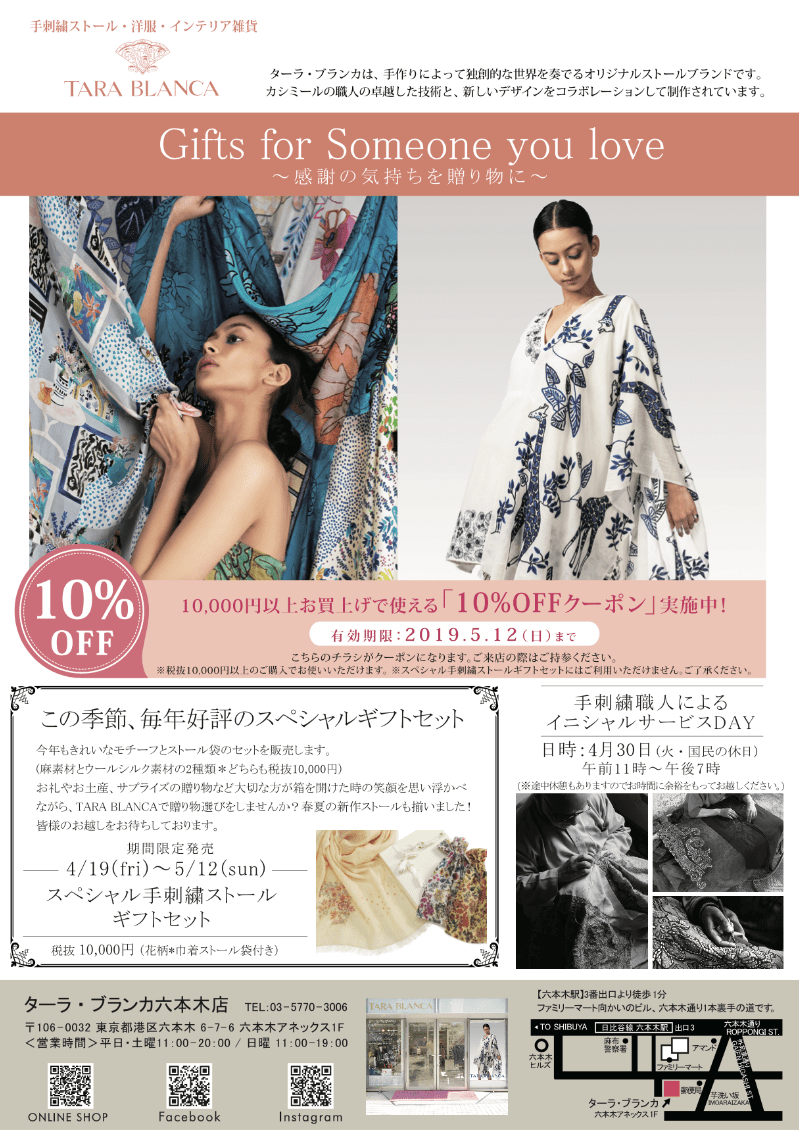 手刺繍ストール・洋服・インテリア雑貨
TARA BLANCA
ターラ・ブランカは、手作りによって独創的な世界を奏でるオリジナルストールブランドです。
カシミールの職人の卓越した技術と、新しいデザインをコラボレーションして制作されています。
Gifts for Someone you love
～感謝の気持ちを贈り物に～
10%
OFF
10,000円以上お買上げで使える「10%OFFクーポン」実施中!
有効期限：2019.5.12（日）まで
こちらのチラシがクーポンになります。ご来店の際はご持参ください。
※税抜10,000円以上のご購入でお使いいただけます。 ※スペシャル手刺繍ストールギフトセットにはご利用いただけません。ご了承ください。
この季節、毎年好評のスペシャルギフトセット
今年もきれいなモチーフとストール袋のセットを販売します。
(麻素材とウールシルク素材の2種類＊どちらも税抜10,000円)
お礼やお土産、サプライズの贈り物など大切な方が箱を開けた時の笑顔を思い浮かべ
ながら、TARA BLANCAで贈り物選びをしませんか？春夏の新作ストールも揃いました！
皆様のお越しをお待ちしております。
期間限定発売
4/19(fri)～5/12(sun)
スペシャル手刺繍ストール
ギフトセット
税抜 10,000円 (花柄*巾着ストール袋付き)
手刺繍職人による
イニシャルサービスDAY
日時：4月30日（火・国民の休日）
午前11時～午後7時
(※途中休憩もありますのでお時間に余裕をもってお越しください。)
ターラ・ブランカ六本木店 TEL:03-5770-3006
〒106-0032 東京都港区六本木 6-7-6 六本木アネックス1F
＜営業時間＞平日・土曜11:00-20:00 / 日曜 11:00-19:00
ONLINE SHOP
Facebook
Instagram
TARA BLANCA
【六本木駅】3番出口より徒歩1分
ファミリーマート向かいのビル、六本木通り1本裏手の道です。
◀TO SHIBUYA
日比谷線 六本木駅
出口3
六本木通り
ROPPONGI ST.
六本木
ヒルズ
麻布
警察署
アマンド
ファミリーマート
郵便局
芋洗い坂
IMOARAIZAKA
ターラ・ブランカ
六本木アネックス1F